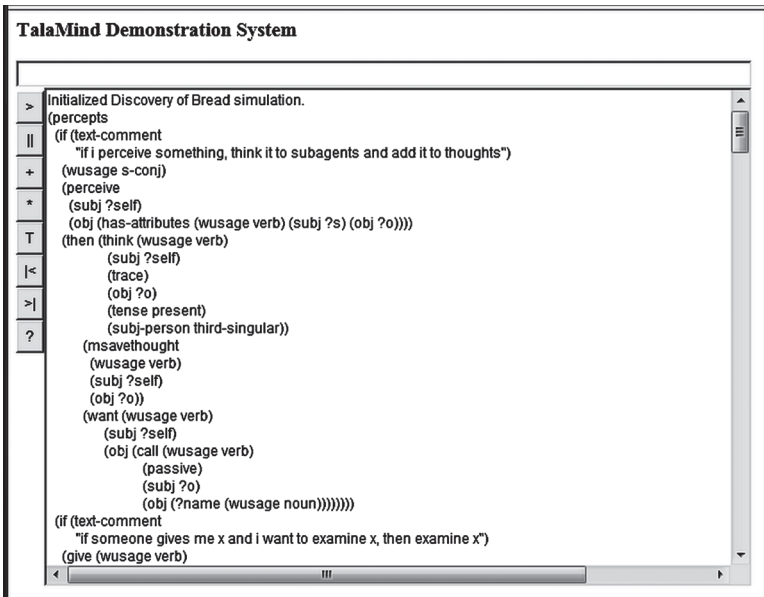 TalaMind Demonstration System
Initialized Discovery of Bread simulation.
>
(percepts
(if (text-comment
||
"if i perceive something, think it to subagents and add it to thoughts")
+
(wusage s-conj)
(perceive
*
(subj ?self)
(obj (has-attributes (wusage verb) (subj ?s) (obj ?o))))
T
(then (think (wusage verb)
(subj ?self)
|<
(trace)
(obj ?o)
>|
(tense present)
(subj-person third-singular))
?
(msavethought
(wusage verb)
(subj ?self)
(obj ?o))
(want (wusage verb)
(subj ?self)
(obj (call (wusage verb)
(passive)
(subj ?o)
(obj (?name (wusage noun))))))))
(if (text-comment
"if someone gives me x and i want to examine x, then examine x")
(give (wusage verb)